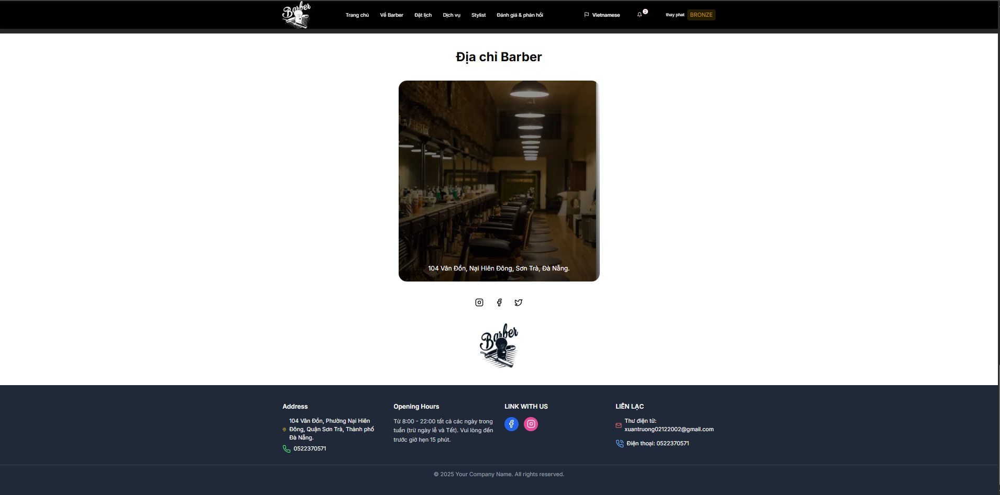 Barber
Trang chủ
Về Barber
Đặt lịch
Dịch vụ
Stylist
Đánh giá & phản hồi
Vietnamese
2
thay phat
BRONZE
Địa chỉ Barber
104 Vân Đồn, Nại Hiên Đông, Sơn Trà, Đà Nẵng.
Barber
Address
104 Vân Đồn, Phường Nại Hiên
Đông, Quận Sơn Trà, Thành phố
Đà Nẵng.
0522370571
Opening Hours
Từ 8:00 - 22:00 tất cả các ngày trong
tuần (trừ ngày lễ và Tết). Vui lòng đến
trước giờ hẹn 15 phút.
LINK WITH US
LIÊN LẠC
Thư điện tử:
xuantruong02122002@gmail.com
Điện thoại: 0522370571
© 2025 Your Company Name. All rights reserved.